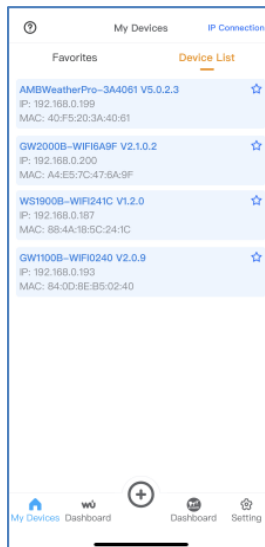 My Devices IP Connection
Favorites Device List
AMBWeatherPro-3A4061 V5.0.2.3
IP: 192.168.0.199
MAC: 40:F5:20:3A:40:61
GW2000B-WIFI6A9F V2.1.0.2
IP: 192.168.0.200
MAC: A4:E5:7C:47:6A:9F
WS1900B-WIFI241C V1.2.0
IP: 192.168.0.187
MAC: 88:4A:18:5C:24:1C
GW1100B-WIFI0240 V2.0.9
IP: 192.168.0.193
MAC: 84:0D:8E:B5:02:40
wu
My Devices Dashboard Dashboard Setting